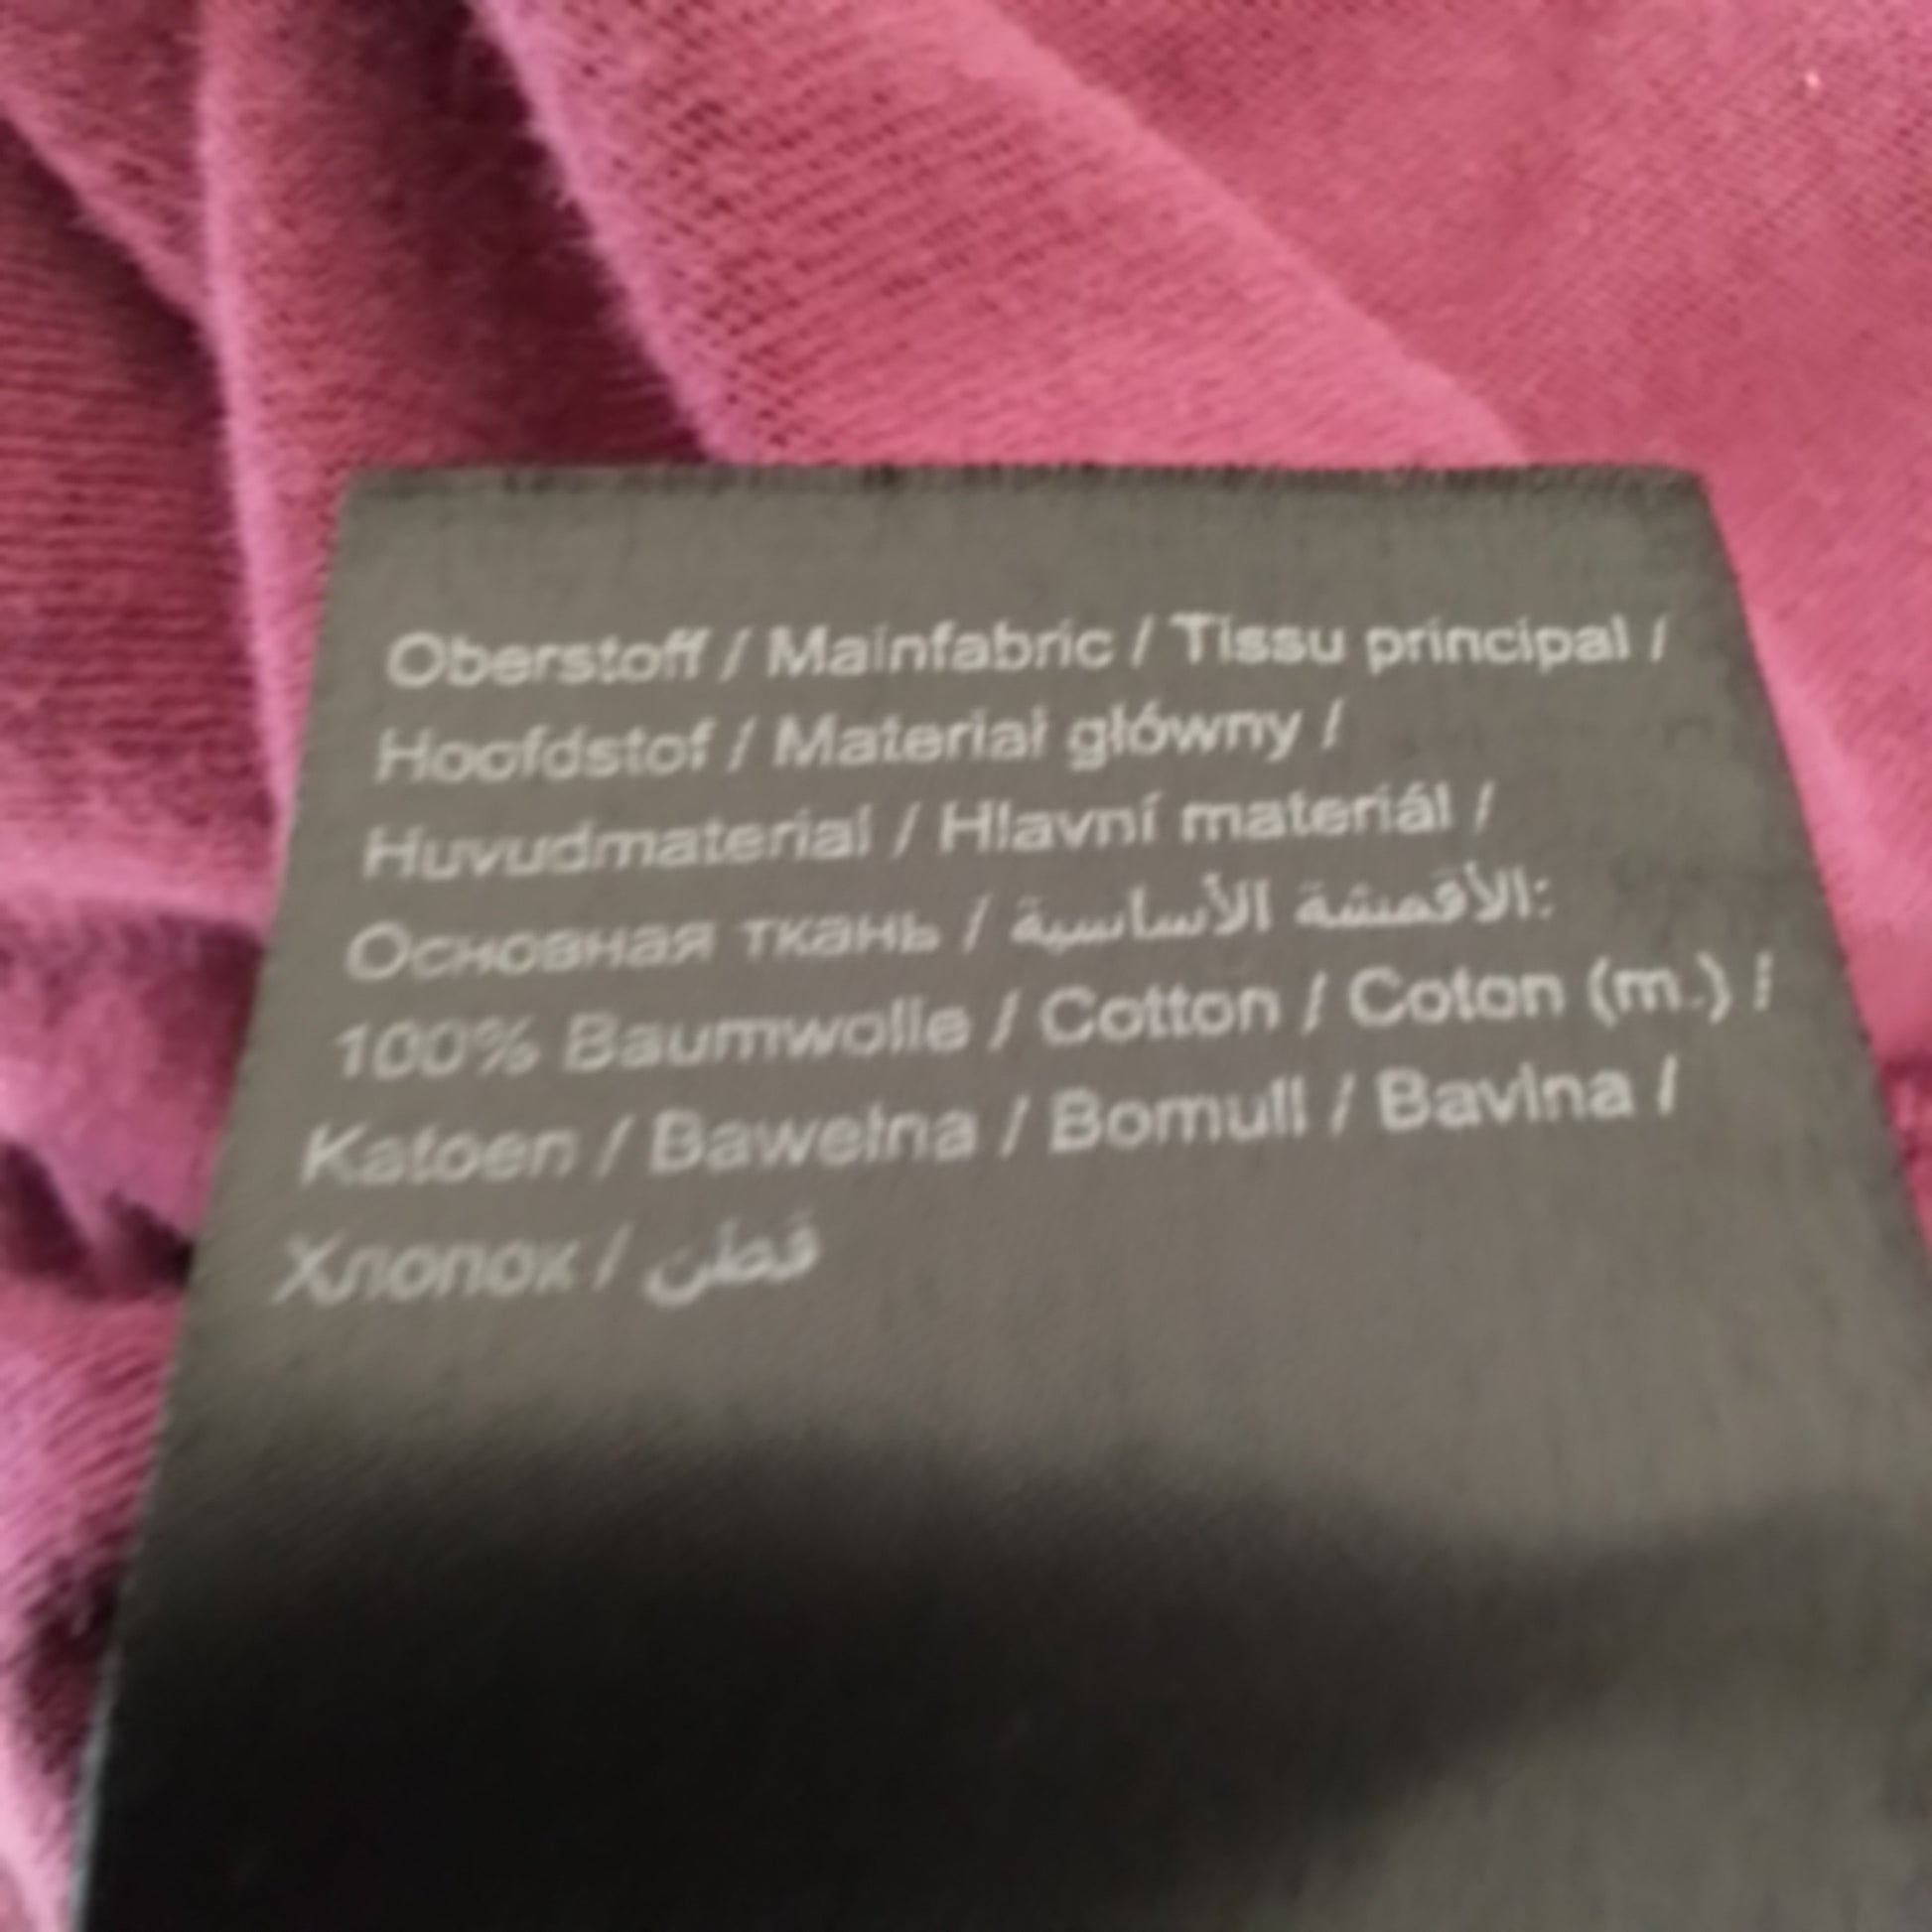 Oberstoff / Mainfabric / Tissu principal /
Hoofdstof / Materiał główny /
Huvudmaterial / Hlavní materiál /
Основная ткань / الأقمشة الأساسية:
100% Baumwolle / Cotton / Coton (m.) /
Katoen / Bawełna / Bomull / Bavlna /
Хлопок / قطن